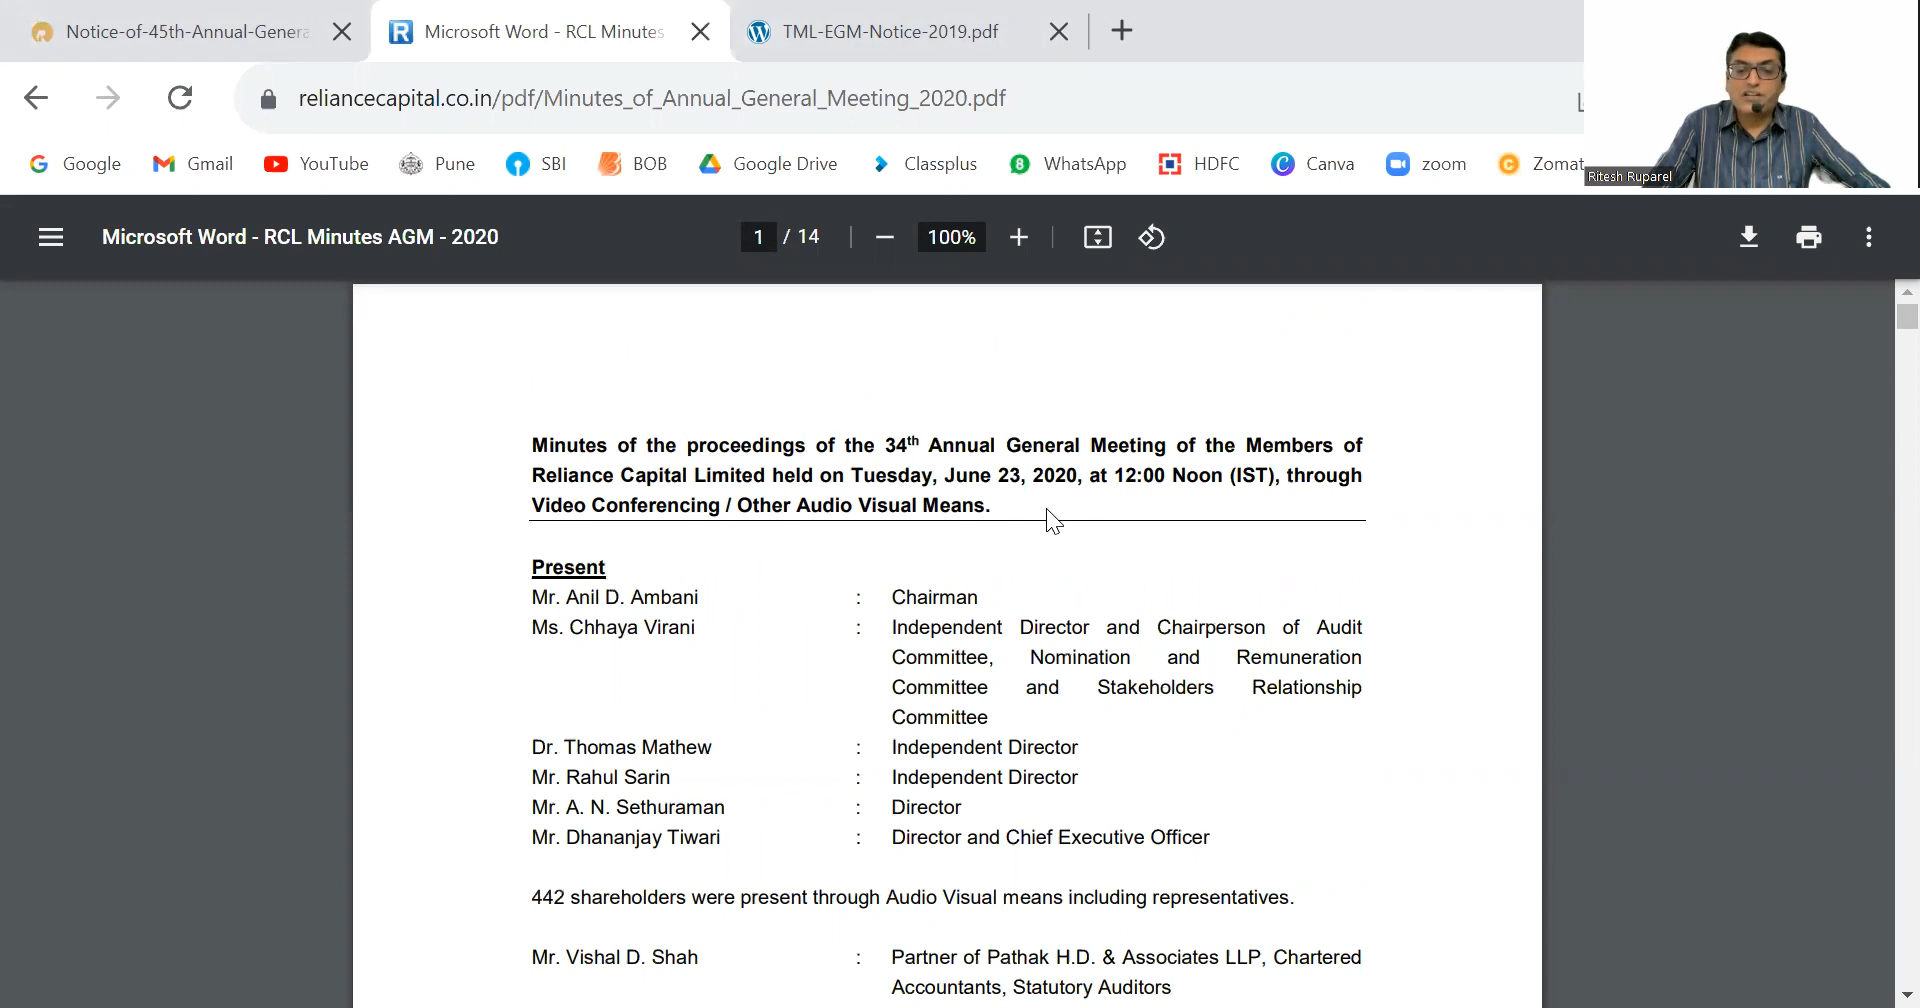 Notice-of-45th-Annual-Genera
Microsoft Word - RCL Minutes
TML-EGM-Notice-2019.pdf
reliancecapital.co.in/pdf/Minutes_of_Annual_General_Meeting_2020.pdf
Google Gmail YouTube Pune SBI BOB Google Drive Classplus WhatsApp HDFC Canva zoom Zomat
Ritesh Ruparel
Microsoft Word - RCL Minutes AGM - 2020
1 / 14
100%
Minutes of the proceedings of the 34th Annual General Meeting of the Members of
Reliance Capital Limited held on Tuesday, June 23, 2020, at 12:00 Noon (IST), through
Video Conferencing / Other Audio Visual Means.
Present
Mr. Anil D. Ambani : Chairman
Ms. Chhaya Virani : Independent Director and Chairperson of Audit
Committee, Nomination and Remuneration
Committee and Stakeholders Relationship
Committee
Dr. Thomas Mathew : Independent Director
Mr. Rahul Sarin : Independent Director
Mr. A. N. Sethuraman : Director
Mr. Dhananjay Tiwari : Director and Chief Executive Officer
442 shareholders were present through Audio Visual means including representatives.
Mr. Vishal D. Shah : Partner of Pathak H.D. & Associates LLP, Chartered
Accountants, Statutory Auditors